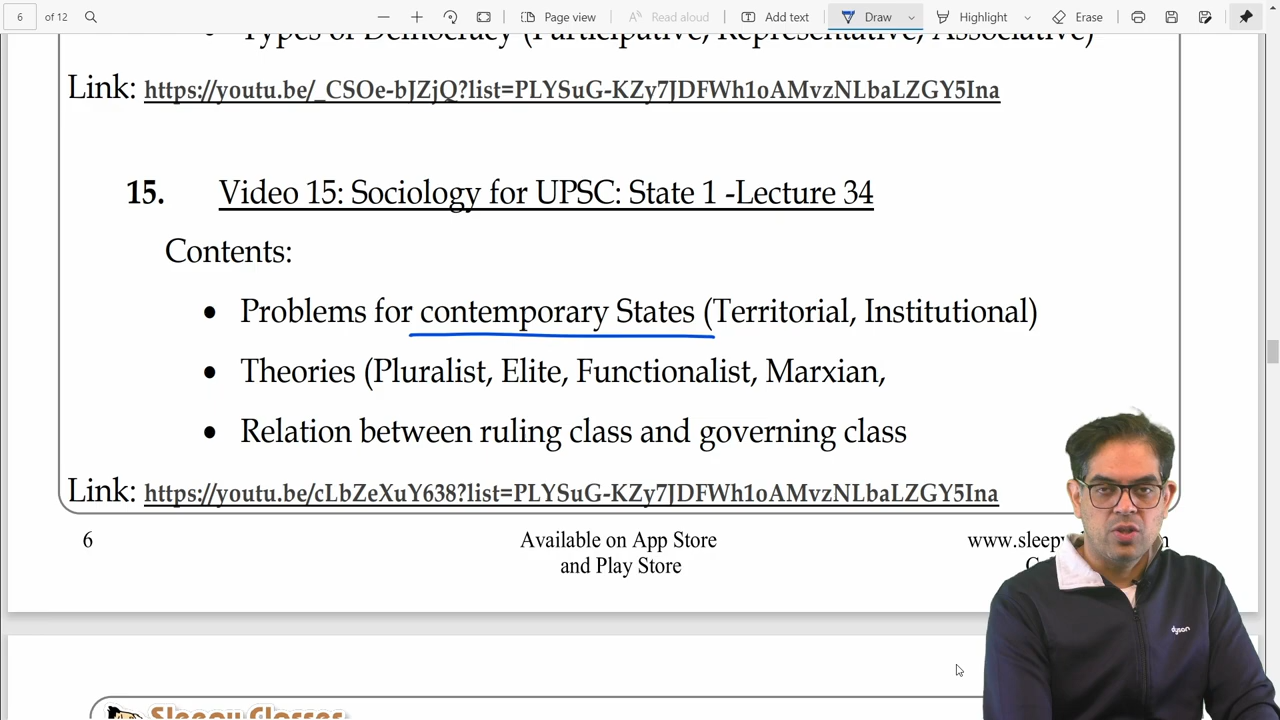 6 of 12 Page view Read aloud Add text Draw Highlight Erase
Types of Democracy (Participative, Representative, Associative)
Link: https://youtu.be/_CSOe-bJZjQ?list=PLYSuG-KZy7JDFWh1oAMvzNLbaLZGY5Ina
15. Video 15: Sociology for UPSC: State 1 -Lecture 34
Contents:
• Problems for contemporary States (Territorial, Institutional)
• Theories (Pluralist, Elite, Functionalist, Marxian,
• Relation between ruling class and governing class
Link: https://youtu.be/cLbZeXuY638?list=PLYSuG-KZy7JDFWh1oAMvzNLbaLZGY5Ina
6 Available on App Store
and Play Store
dyson
Sleepy Classes